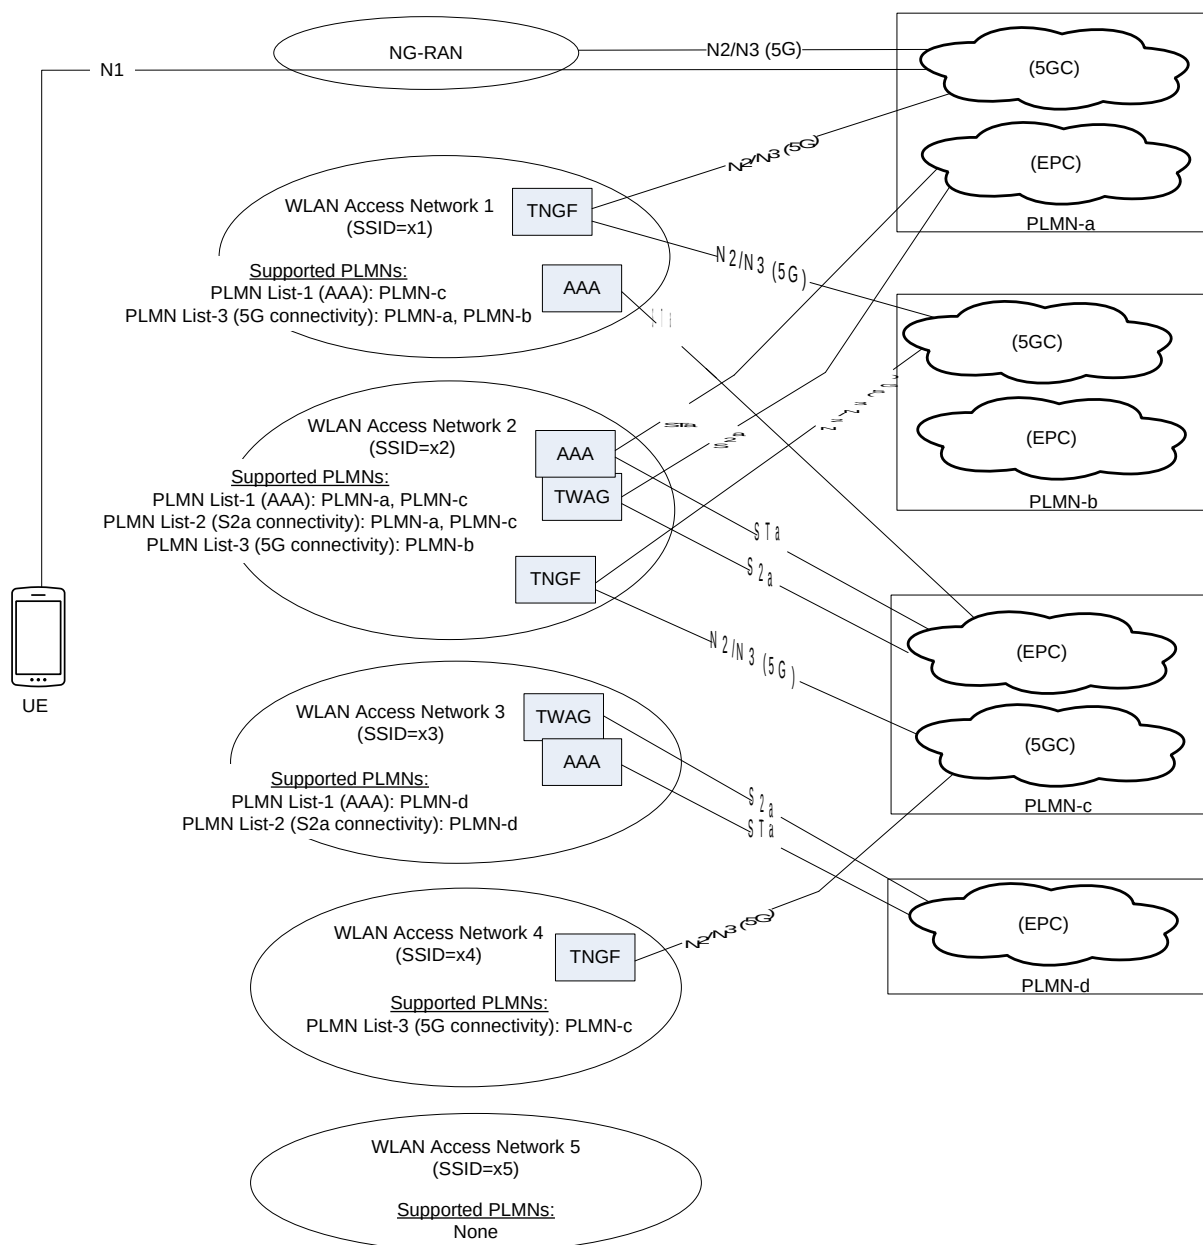 NG-RAN
N2/N3 (5G)
(5GC)
N1
N2/N3 (5G)
(EPC)
PLMN-a
WLAN Access Network 1
(SSID=x1)
TNGF
N2/N3 (5G)
Supported PLMNs:
PLMN List-1 (AAA): PLMN-c
PLMN List-3 (5G connectivity): PLMN-a, PLMN-b
AAA
(5GC)
(EPC)
PLMN-b
WLAN Access Network 2
(SSID=x2)
AAA
STa
S2a
Supported PLMNs:
PLMN List-1 (AAA): PLMN-a, PLMN-c
PLMN List-2 (S2a connectivity): PLMN-a, PLMN-c
PLMN List-3 (5G connectivity): PLMN-b
TWAG
STa
S2a
TNGF
N2/N3 (5G)
UE
(EPC)
(5GC)
PLMN-c
WLAN Access Network 3
(SSID=x3)
TWAG
AAA
Supported PLMNs:
PLMN List-1 (AAA): PLMN-d
PLMN List-2 (S2a connectivity): PLMN-d
S2a
STa
(EPC)
PLMN-d
WLAN Access Network 4
(SSID=x4)
TNGF
N2/N3 (5G)
Supported PLMNs:
PLMN List-3 (5G connectivity): PLMN-c
WLAN Access Network 5
(SSID=x5)
Supported PLMNs:
None